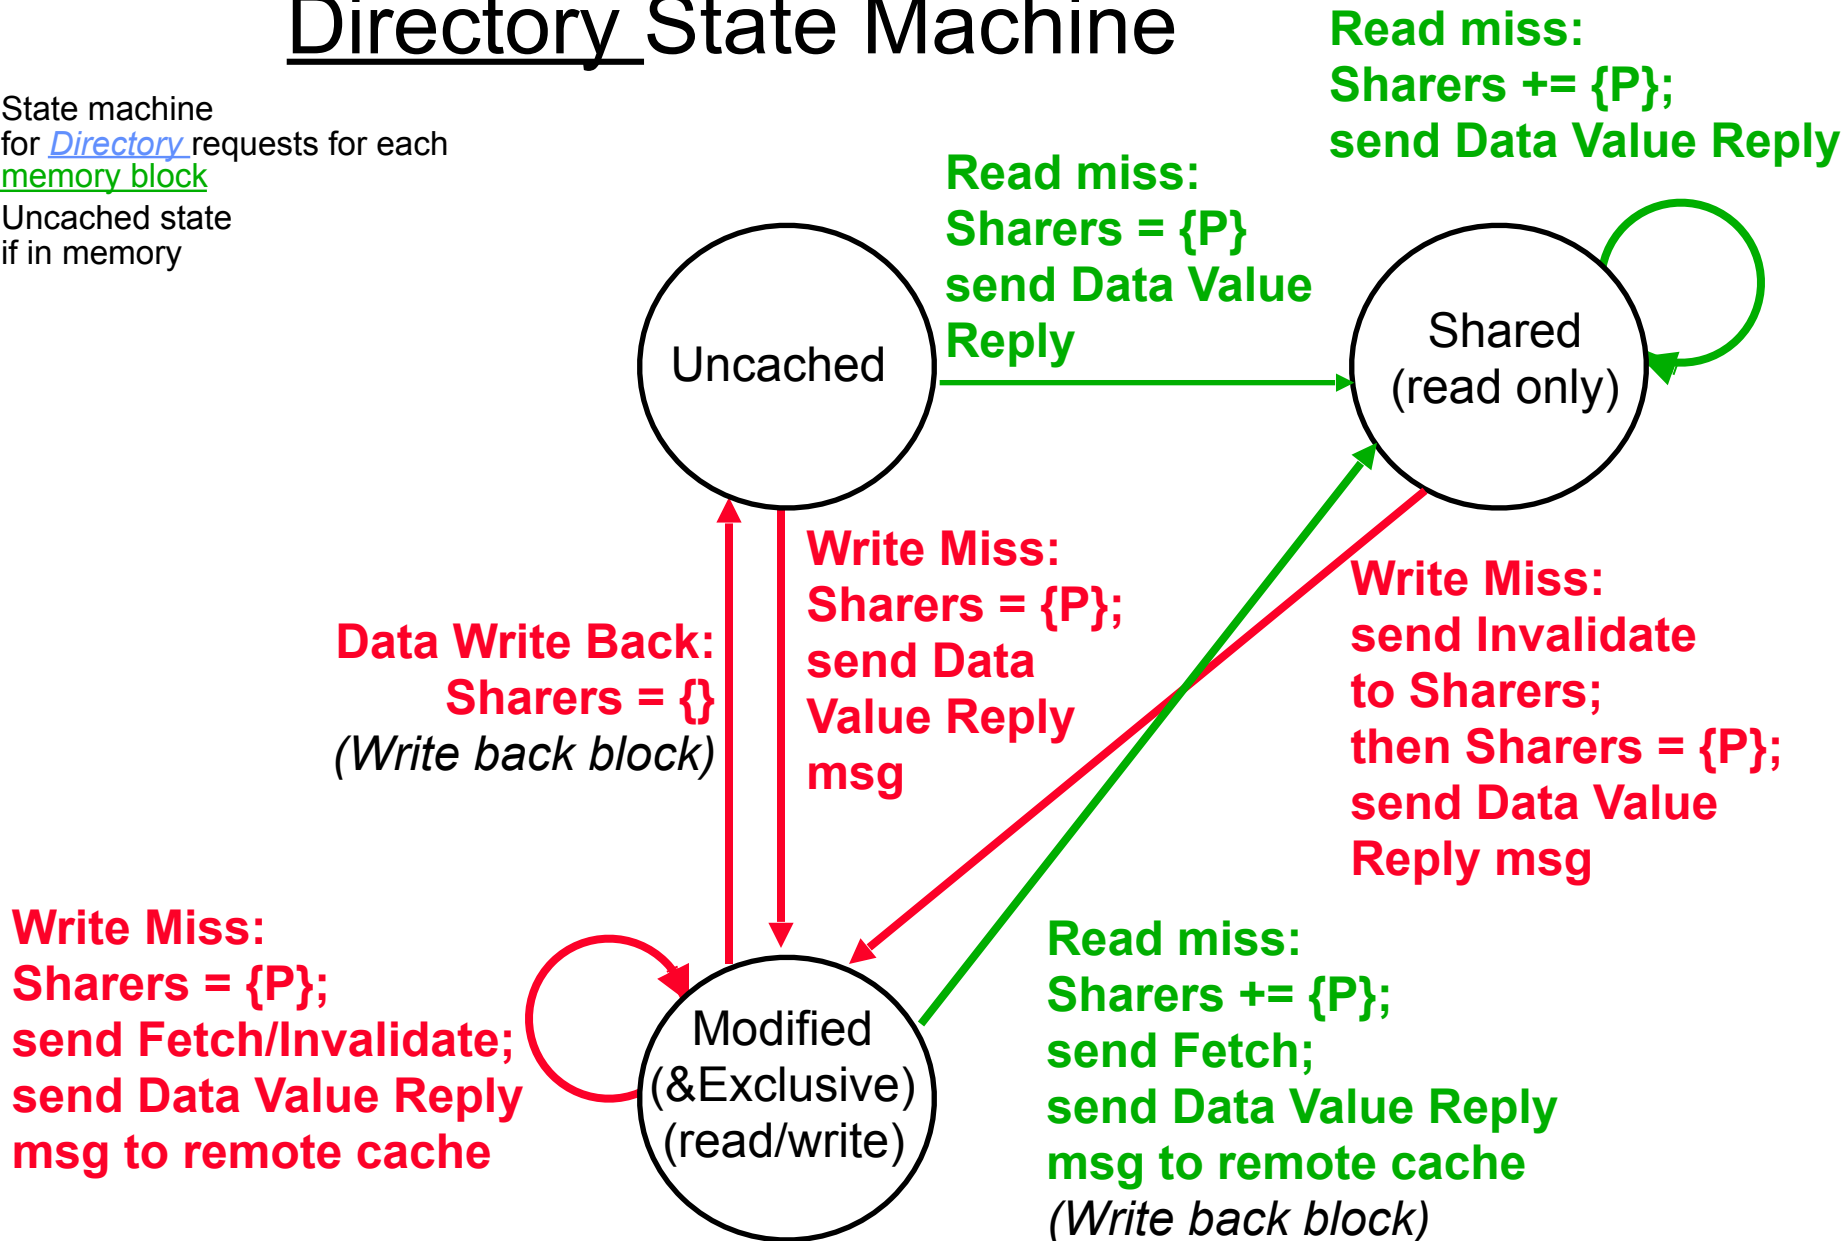 Directory State Machine
State machine
for Directory requests for each
memory block
Uncached state
if in memory
Read miss:
Sharers += {P};
send Data Value Reply
Read miss:
Sharers = {P}
send Data Value
Reply
Uncached
Shared
(read only)
Write Miss:
Sharers = {P};
send Data
Value Reply
msg
Data Write Back:
Sharers = {}
(Write back block)
Write Miss:
send Invalidate
to Sharers;
then Sharers = {P};
send Data Value
Reply msg
Write Miss:
Sharers = {P};
send Fetch/Invalidate;
send Data Value Reply
msg to remote cache
Modified
(&Exclusive)
(read/write)
Read miss:
Sharers += {P};
send Fetch;
send Data Value Reply
msg to remote cache
(Write back block)